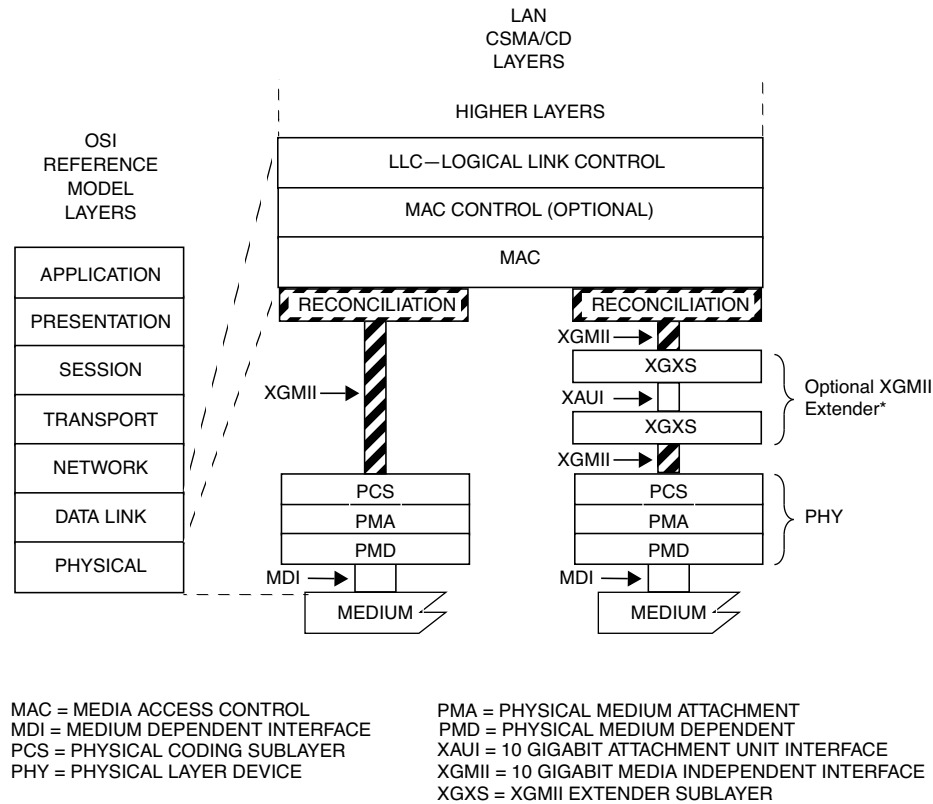 LAN
CSMA/CD
LAYERS
HIGHER LAYERS
OSI
REFERENCE
MODEL
LAYERS
LLC—LOGICAL LINK CONTROL
MAC CONTROL (OPTIONAL)
MAC
APPLICATION
PRESENTATION
SESSION
TRANSPORT
NETWORK
DATA LINK
PHYSICAL
RECONCILIATION
XGMII
PCS
PMA
PMD
MDI
MEDIUM
RECONCILIATION
XGMII
XGXS
XAUI
XGXS
Optional XGMII
Extender*
XGMII
PCS
PMA
PMD
PHY
MDI
MEDIUM
MAC = MEDIA ACCESS CONTROL
MDI = MEDIUM DEPENDENT INTERFACE
PCS = PHYSICAL CODING SUBLAYER
PHY = PHYSICAL LAYER DEVICE
PMA = PHYSICAL MEDIUM ATTACHMENT
PMD = PHYSICAL MEDIUM DEPENDENT
XAUI = 10 GIGABIT ATTACHMENT UNIT INTERFACE
XGMII = 10 GIGABIT MEDIA INDEPENDENT INTERFACE
XGXS = XGMII EXTENDER SUBLAYER